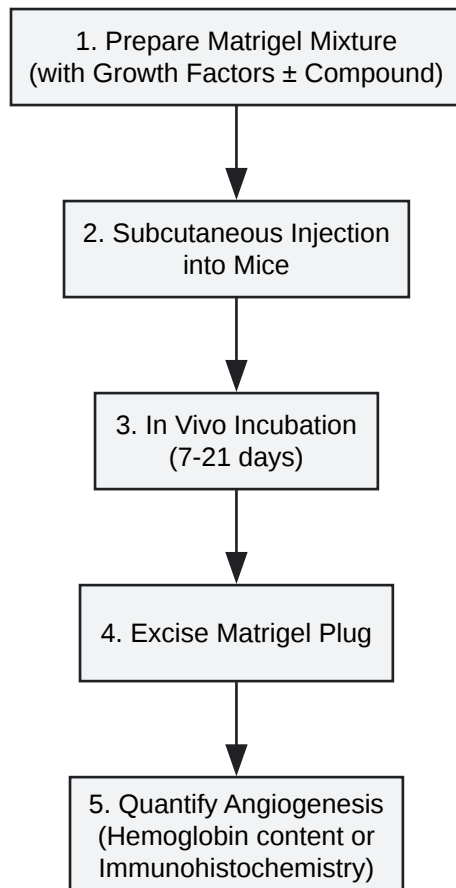 1. Prepare Matrigel Mixture
(with Growth Factors ± Compound)
2. Subcutaneous Injection
into Mice
3. In Vivo Incubation
(7-21 days)
4. Excise Matrigel Plug
5. Quantify Angiogenesis
(Hemoglobin content or
Immunohistochemistry)